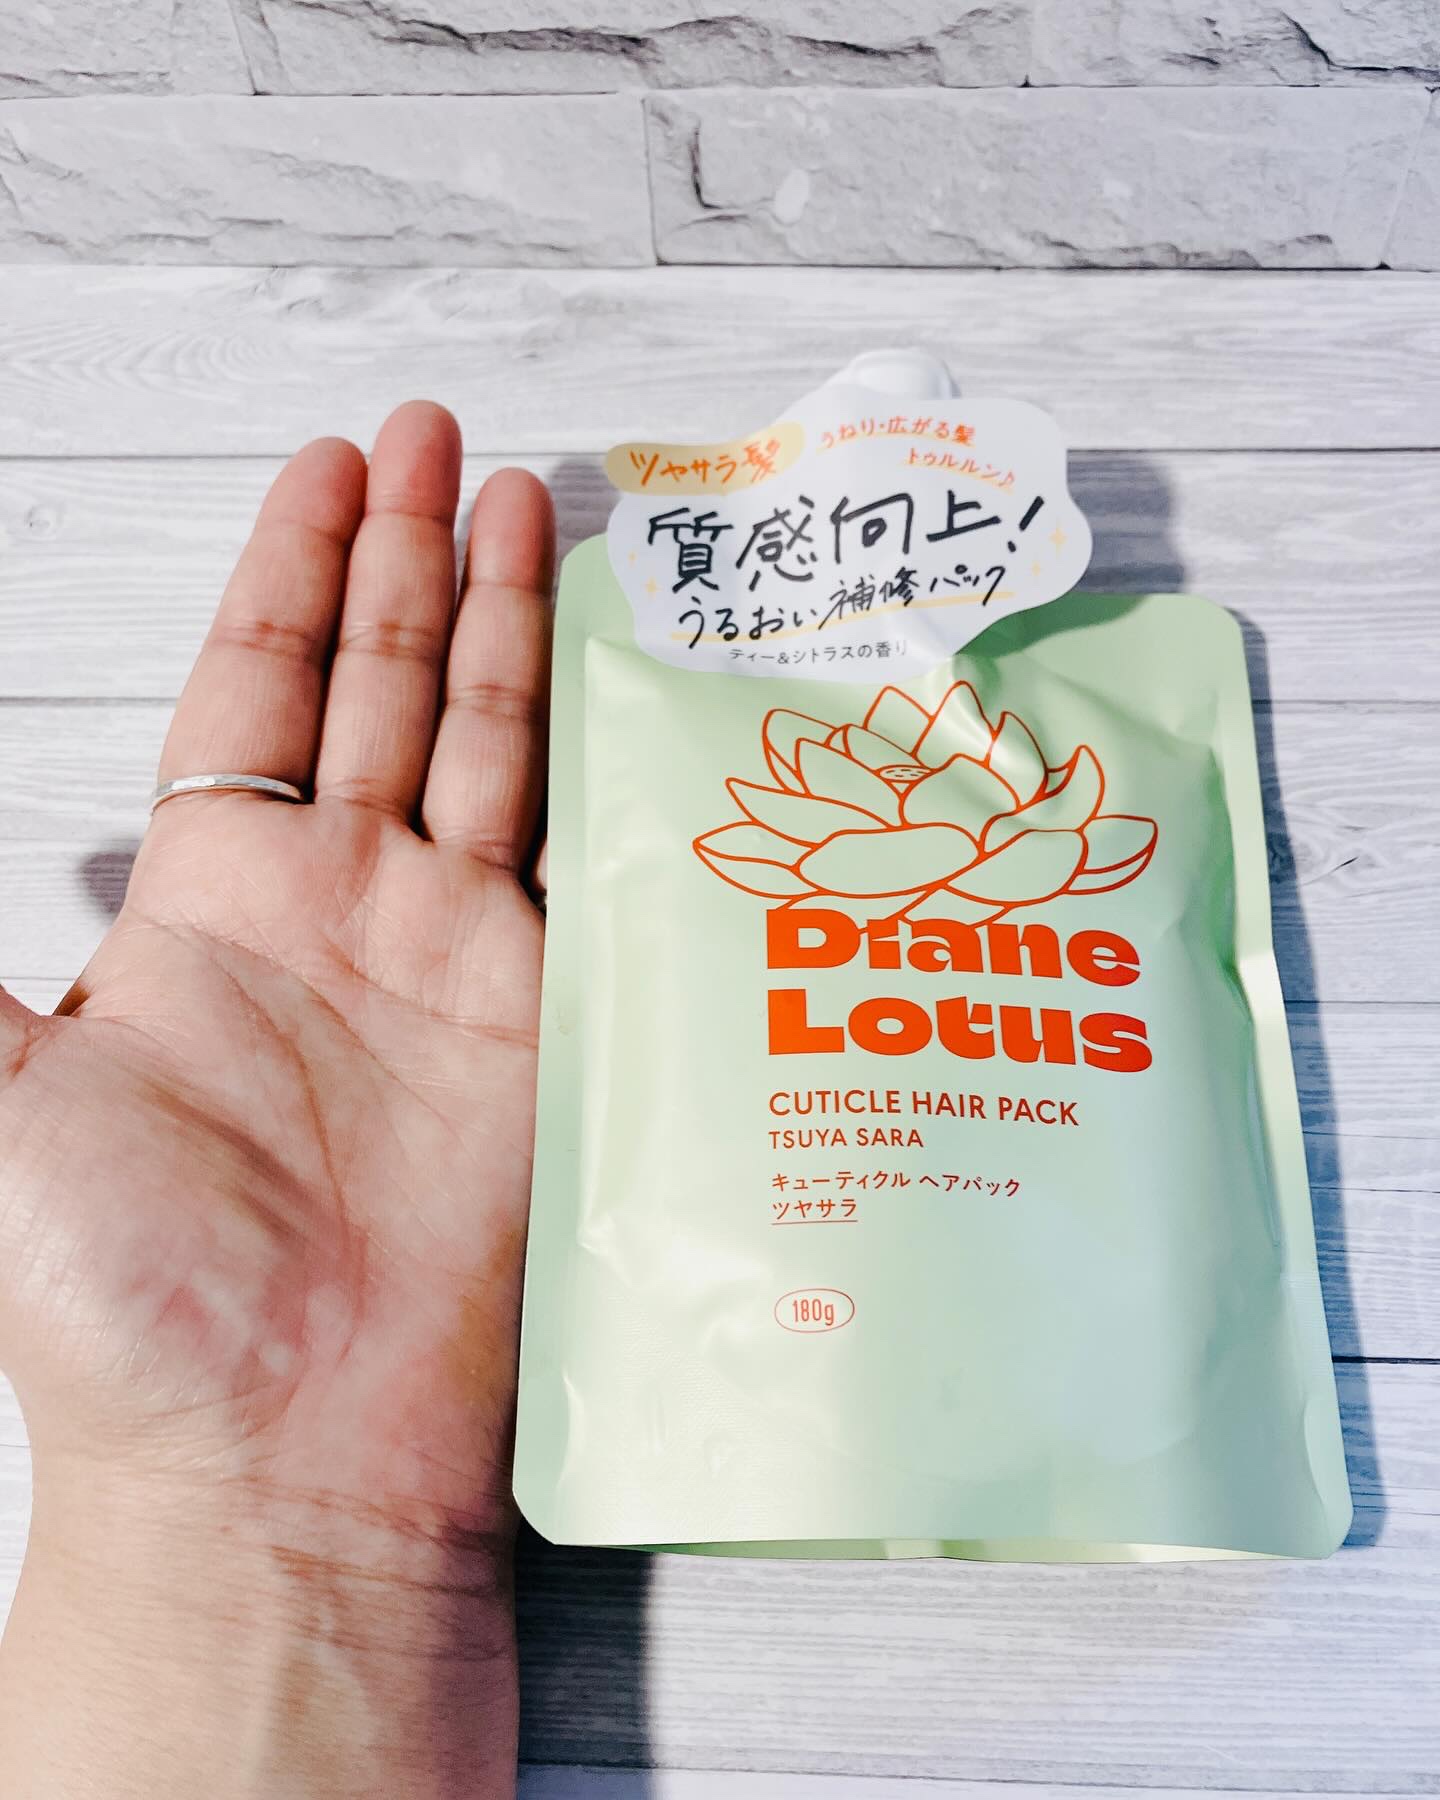 ツヤサラ髪
うねり・広がる髪
トゥルルン♪
質感向上!
うるおい補修パック
ティー&シトラスの香り
Diane
Lotus
CUTICLE HAIR PACK
TSUYA SARA
キューティクル ヘアパック
ツヤサラ
180g